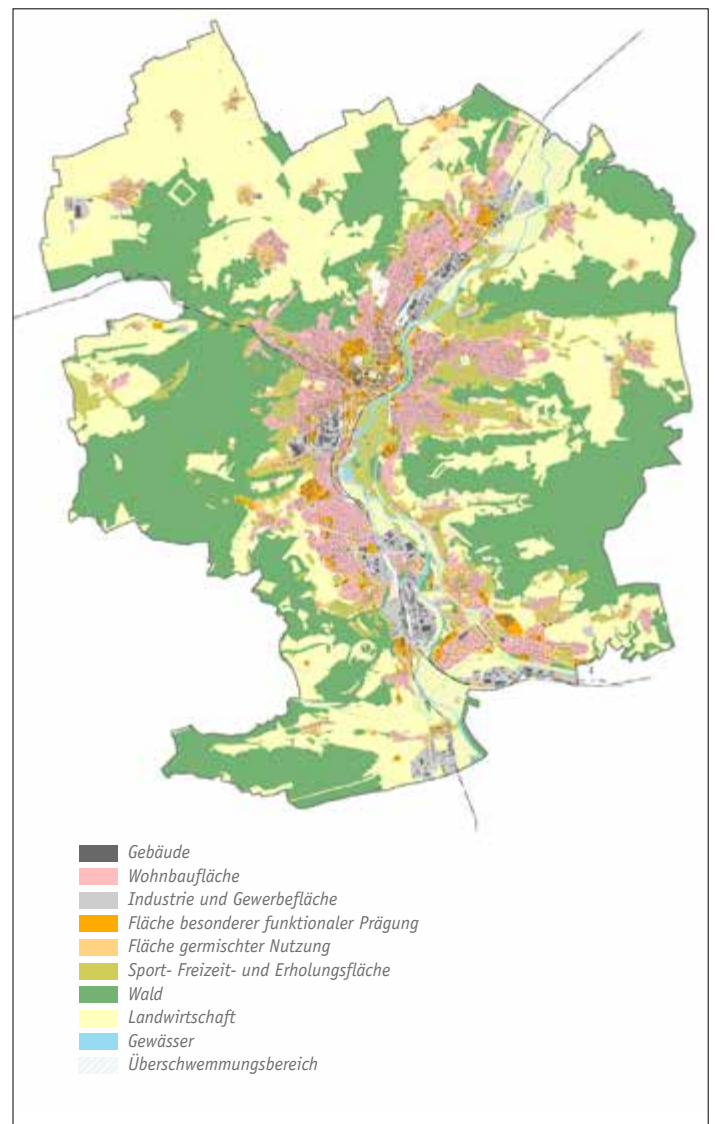 Gebäude
Wohnbaufläche
Industrie und Gewerbefläche
Fläche besonderer funktionaler Prägung
Fläche germischter Nutzung
Sport- Freizeit- und Erholungsfläche
Wald
Landwirtschaft
Gewässer
Überschwemmungsbereich